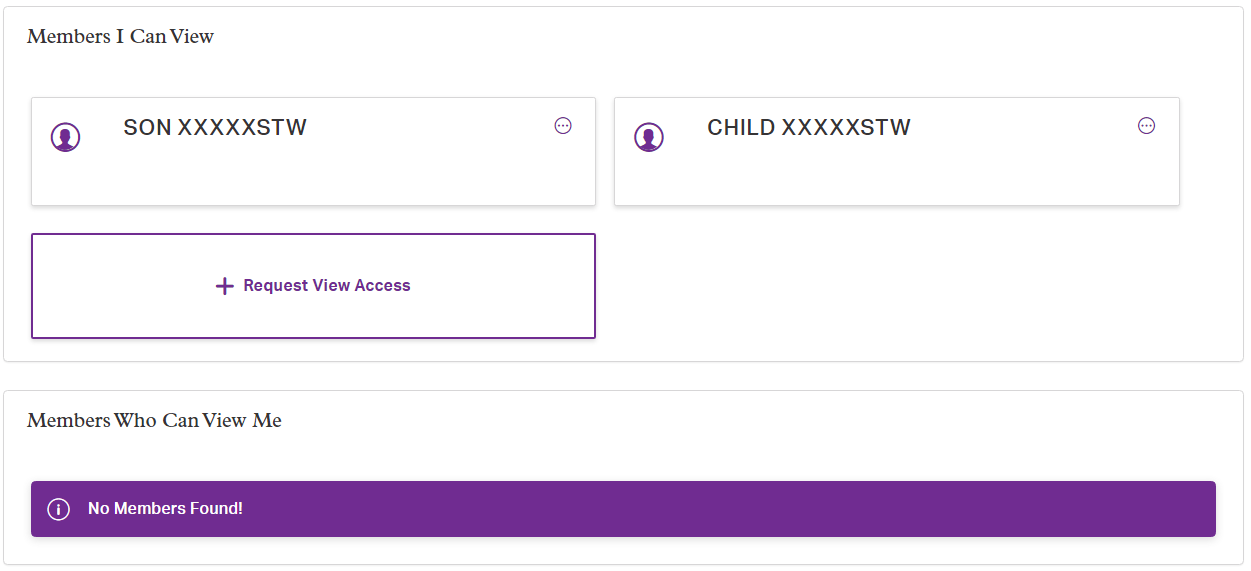 Members I Can View
SON XXXXXSTW
CHILD XXXXXSTW
Request View Access
Members Who Can View Me
No Members Found!